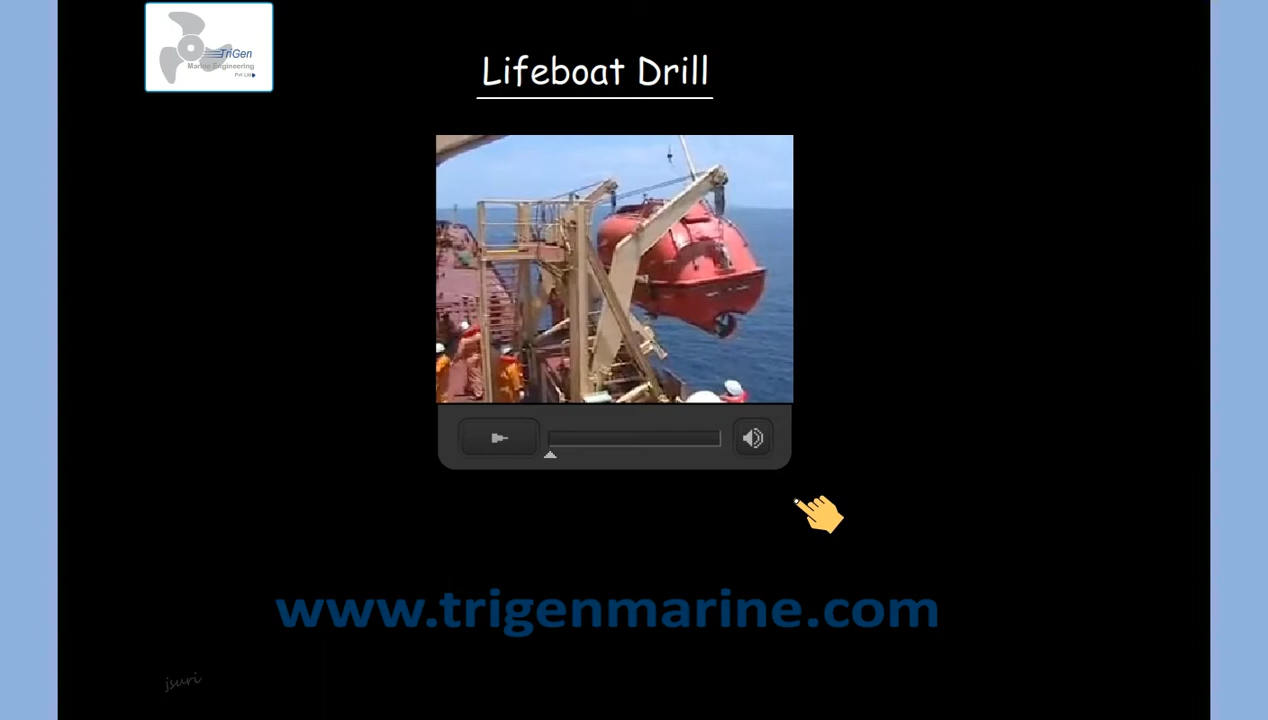 TriGen
Marine Engineering
Pvt Ltd
Lifeboat Drill
www.trigenmarine.com
jsuri